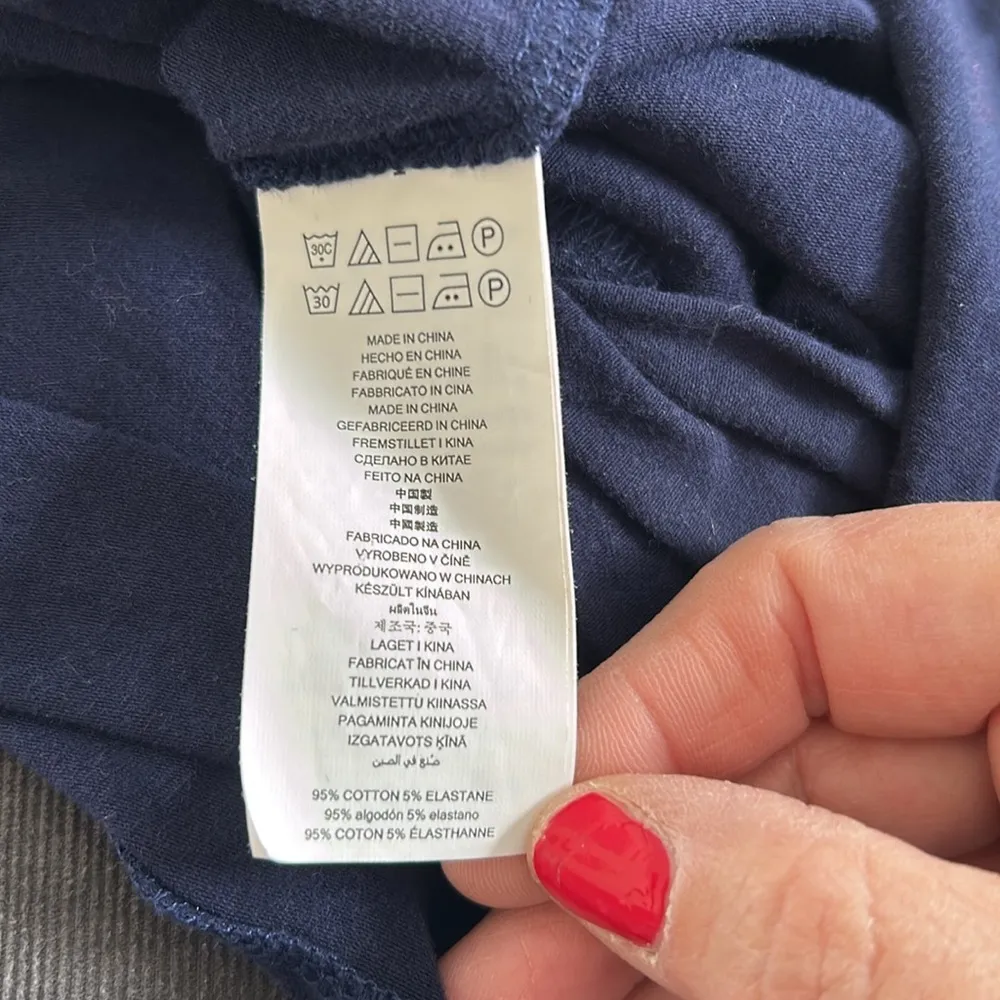 30C P
30 P
MADE IN CHINA
HECHO EN CHINA
FABRIQUÉ EN CHINE
FABBRICATO IN CINA
MADE IN CHINA
GEFABRICEERD IN CHINA
FREMSTILLET I KINA
СДЕЛАНО В КИТАЕ
FEITO NA CHINA
中国製
中国制造
中國製造
FABRICADO NA CHINA
VYROBENO V ČÍNĚ
WYPRODUKOWANO W CHINACH
KÉSZÜLT KÍNÁBAN
ผลิตในจีน
제조국: 중국
LAGET I KINA
FABRICAT ÎN CHINA
TILLVERKAD I KINA
VALMISTETTU KIINASSA
PAGAMINTA KINIJOJE
IZGATAVOTS ĶĪNĀ
صُنع في الصين
95% COTTON 5% ELASTANE
95% algodón 5% elastano
95% COTON 5% ÉLASTHANNE